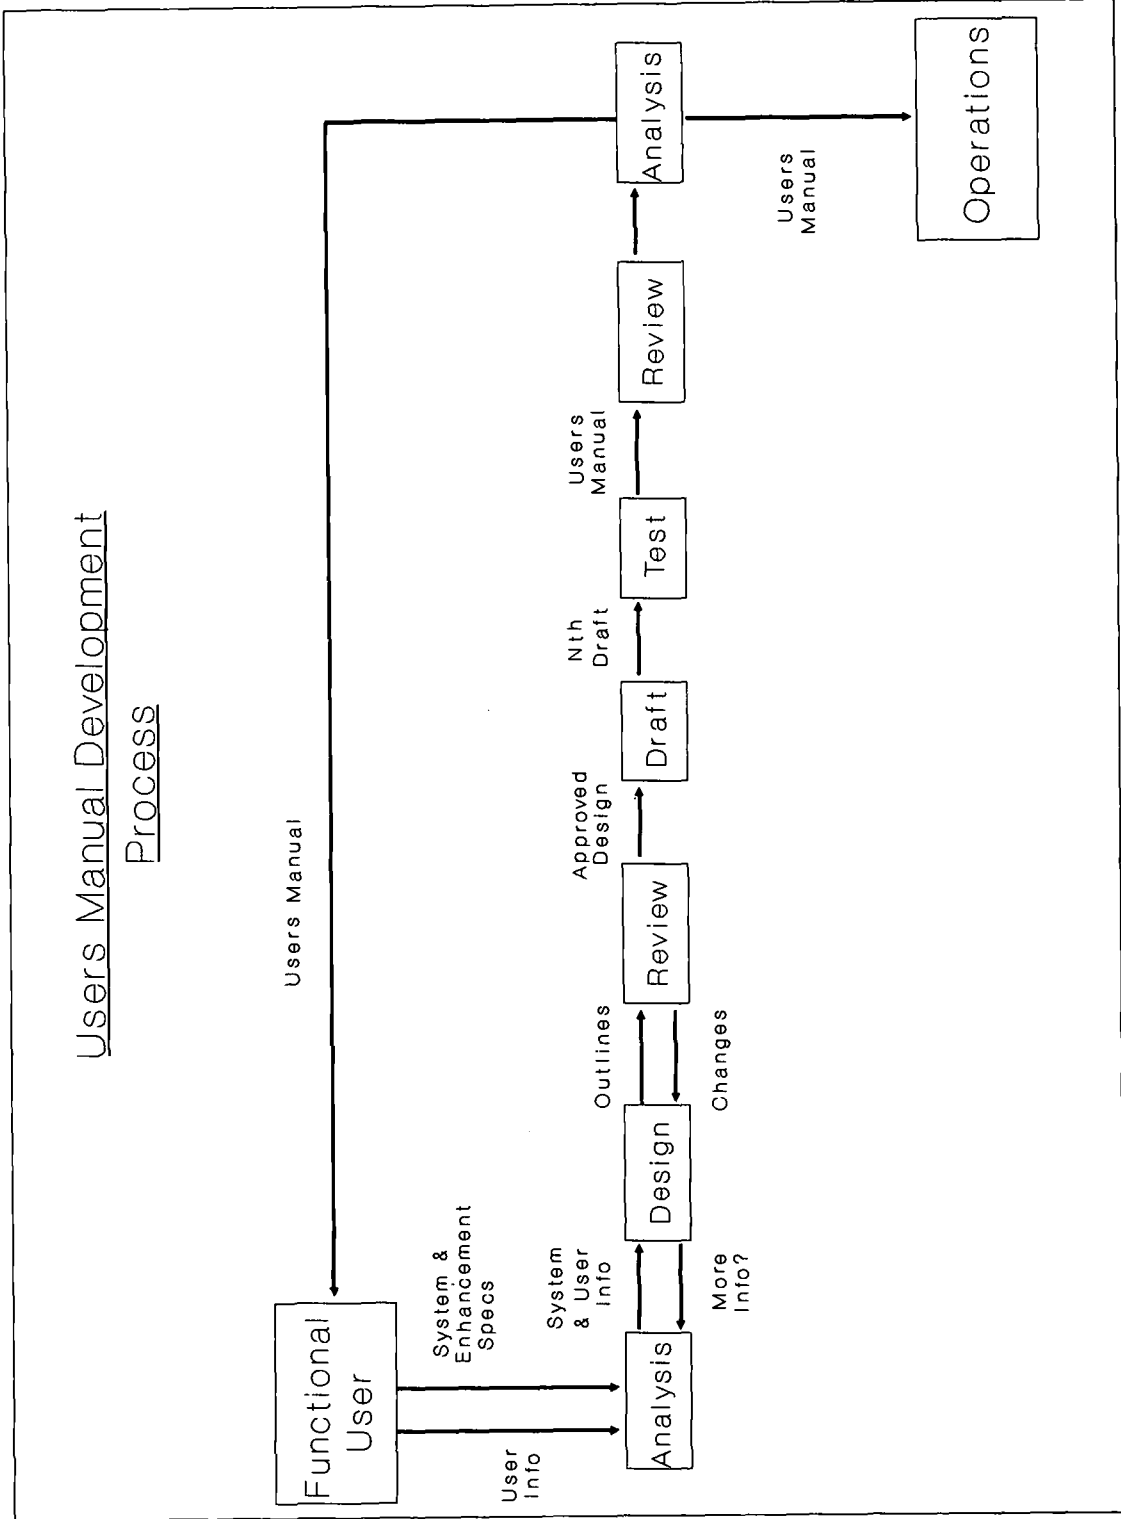 Users Manual Development
Process
Users Manual
Functional
User
User
Info
System &
Enhancement
Specs
System
& User
Info
Outlines
Approved
Design
Nth
Draft
Users
Manual
Analysis
Design
Review
Draft
Test
Review
Analysis
More
Info?
Changes
Users
Manual
Operations